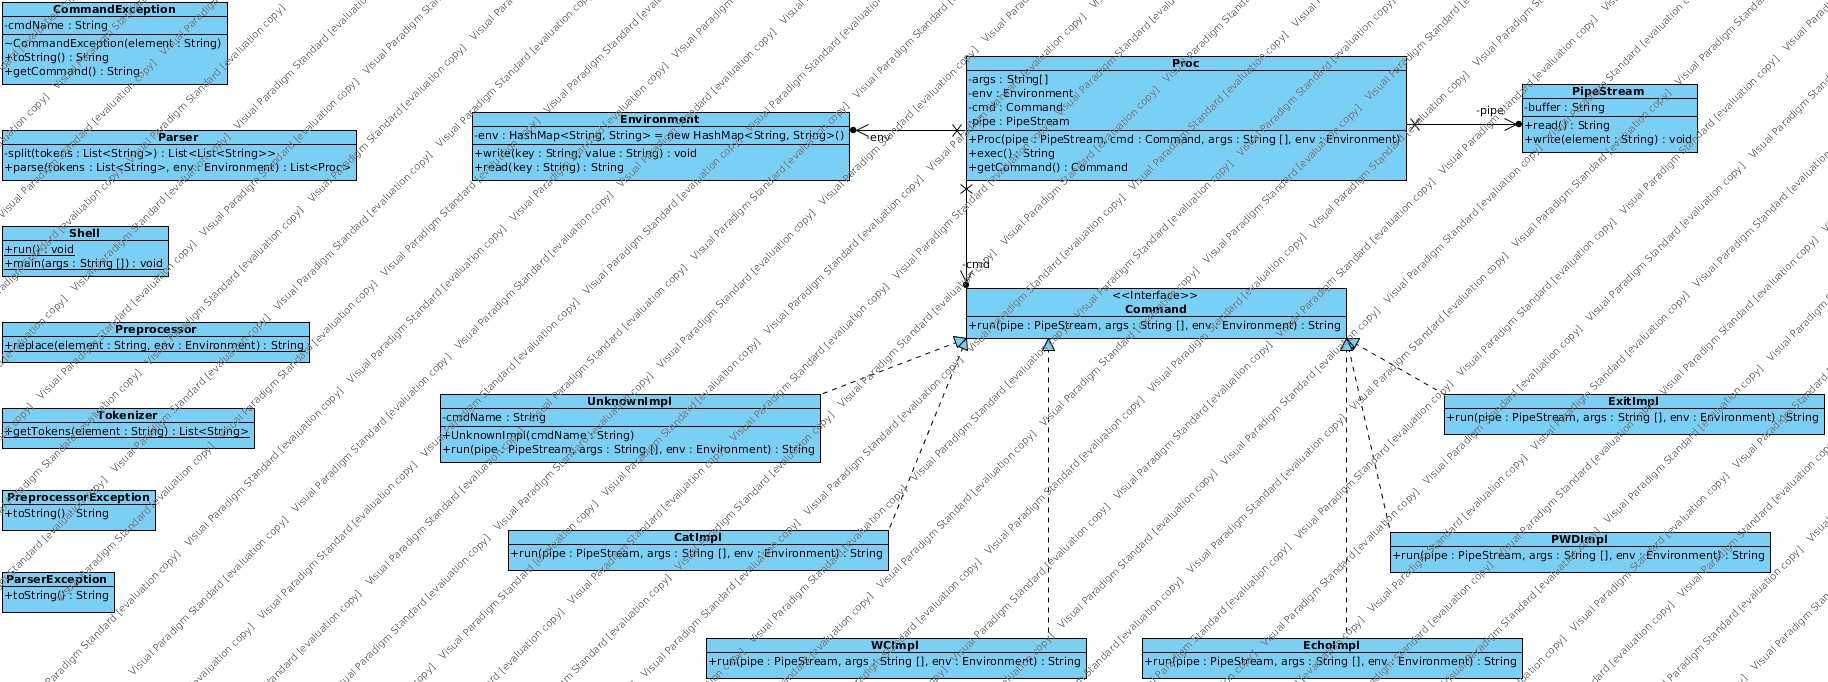 CommandException
-cmdName : String
~CommandException(element : String)
+toString() : String
+getCommand() : String
Parser
-split(tokens : List<String>) : List<List<String>>
+parse(tokens : List<String>, env : Environment) : List<Proc>
Shell
+run() : void
+main(args : String []) : void
Preprocessor
+replace(element : String, env : Environment) : String
Tokenizer
+getTokens(element : String) : List<String>
PreprocessorException
+toString() : String
ParserException
+toString() : String
Environment
-env : HashMap<String, String> = new HashMap<String, String>()
+write(key : String, value : String) : void
+read(key : String) : String
-env
Proc
-args : String[]
-env : Environment
-cmd : Command
-pipe : PipeStream
+Proc(pipe : PipeStream, cmd : Command, args : String [], env : Environment)
+exec() : String
+getCommand() : Command
-pipe
PipeStream
-buffer : String
+read() : String
+write(element : String) : void
-cmd
<<Interface>>
Command
+run(pipe : PipeStream, args : String [], env : Environment) : String
UnknownImpl
-cmdName : String
+UnknownImpl(cmdName : String)
+run(pipe : PipeStream, args : String [], env : Environment) : String
ExitImpl
+run(pipe : PipeStream, args : String [], env : Environment) : String
CatImpl
+run(pipe : PipeStream, args : String [], env : Environment) : String
PWDImpl
+run(pipe : PipeStream, args : String [], env : Environment) : String
WCImpl
+run(pipe : PipeStream, args : String [], env : Environment) : String
EchoImpl
+run(pipe : PipeStream, args : String [], env : Environment) : String
Visual Paradigm Standard [evaluation copy]